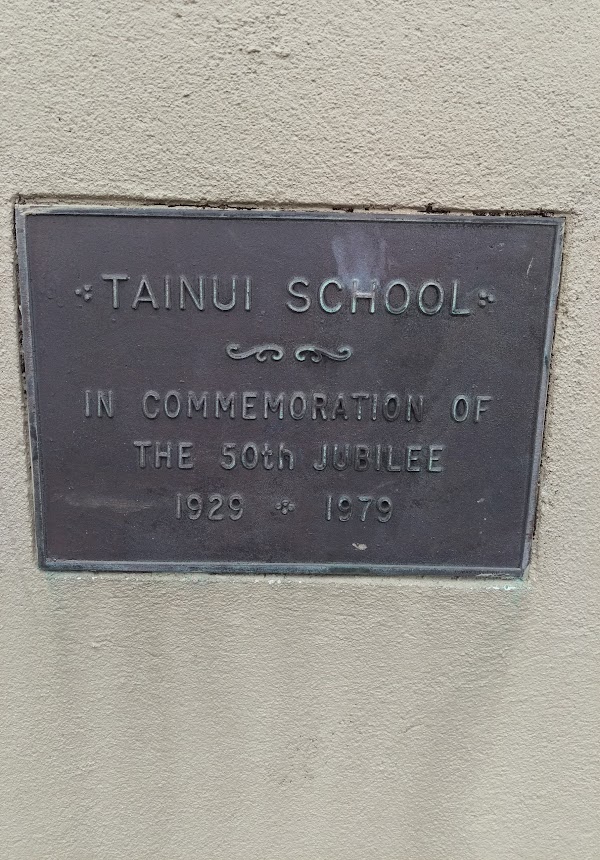 TAINUI SCHOOL
IN COMMEMORATION OF
THE 50th JUBILEE
1929 1979